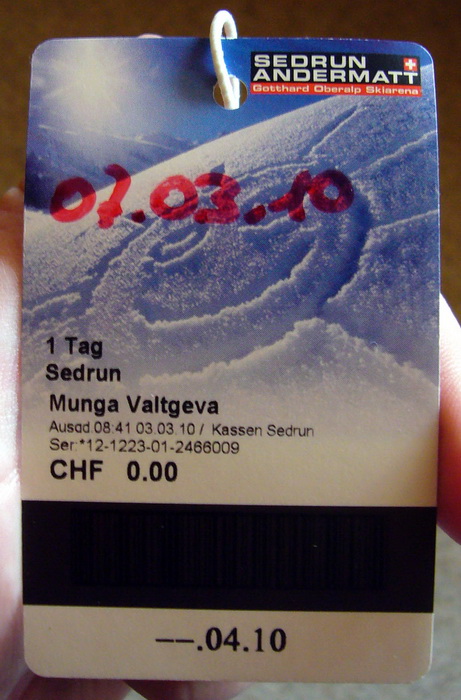 SEDRUN
ANDERMATT
Gotthard Oberalp Skiarena
07.03.10
1 Tag
Sedrun
Munga Valtgeva
Ausgd.08:41 03.03.10 / Kassen Sedrun
Ser:*12-1223-01-2466009
CHF 0.00
——.04.10